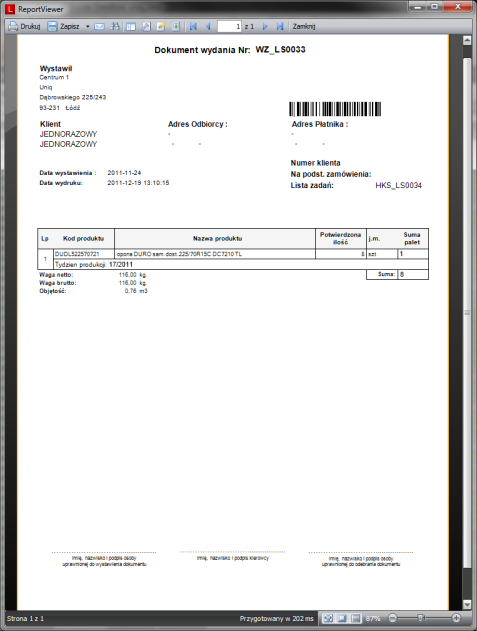 ReportViewer
Drukuj Zapisz 1 z 1 Zamknij
Dokument wydania Nr: WZ_LS0033
Wystawił
Centrum 1
Uniq
Dąbrowskiego 225/243
93-231 Łódź
Klient Adres Odbiorcy : Adres Płatnika :
JEDNORAZOWY - -
JEDNORAZOWY - - - -
Numer klienta
Data wystawienia : 2011-11-24 Na podst. zamówienia:
Data wydruku: 2011-12-19 13:10:15 Lista zadań: HKS_LS0034
Lp Kod produktu Nazwa produktu Potwierdzona ilość j.m. Suma palet
1 DUDL522570721 opona DURO sam.dost.225/70R15C DC7210 TL 8 szt 1
Tydzien produkcji: 17/2011
Waga netto: 116,00 kg. Suma: 8
Waga brutto: 116,00 kg.
Objętość: 0,76 m3
Imię, nazwisko i podpis osoby Imię, nazwisko i podpis kierowcy Imię, nazwisko i podpis osoby
uprawnionej do wystawienia dokumentu uprawnionej do odebrania dokumentu
Strona 1 z 1 Przygotowany w 202 ms 87%